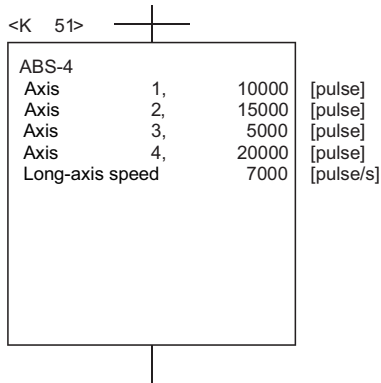 <K 51>
ABS-4
Axis 1, 10000 [pulse]
Axis 2, 15000 [pulse]
Axis 3, 5000 [pulse]
Axis 4, 20000 [pulse]
Long-axis speed 7000 [pulse/s]